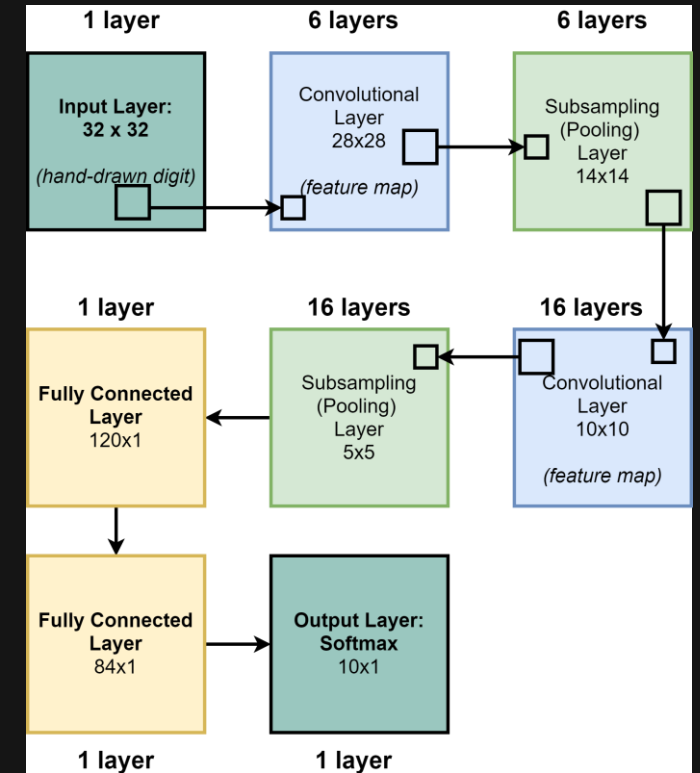 1 layer
6 layers
6 layers
Input Layer:
32 x 32
(hand-drawn digit)
Convolutional
Layer
28x28
(feature map)
Subsampling
(Pooling)
Layer
14x14
1 layer
16 layers
16 layers
Fully Connected
Layer
120x1
Subsampling
(Pooling)
Layer
5x5
Convolutional
Layer
10x10
(feature map)
Fully Connected
Layer
84x1
Output Layer:
Softmax
10x1
1 layer
1 layer